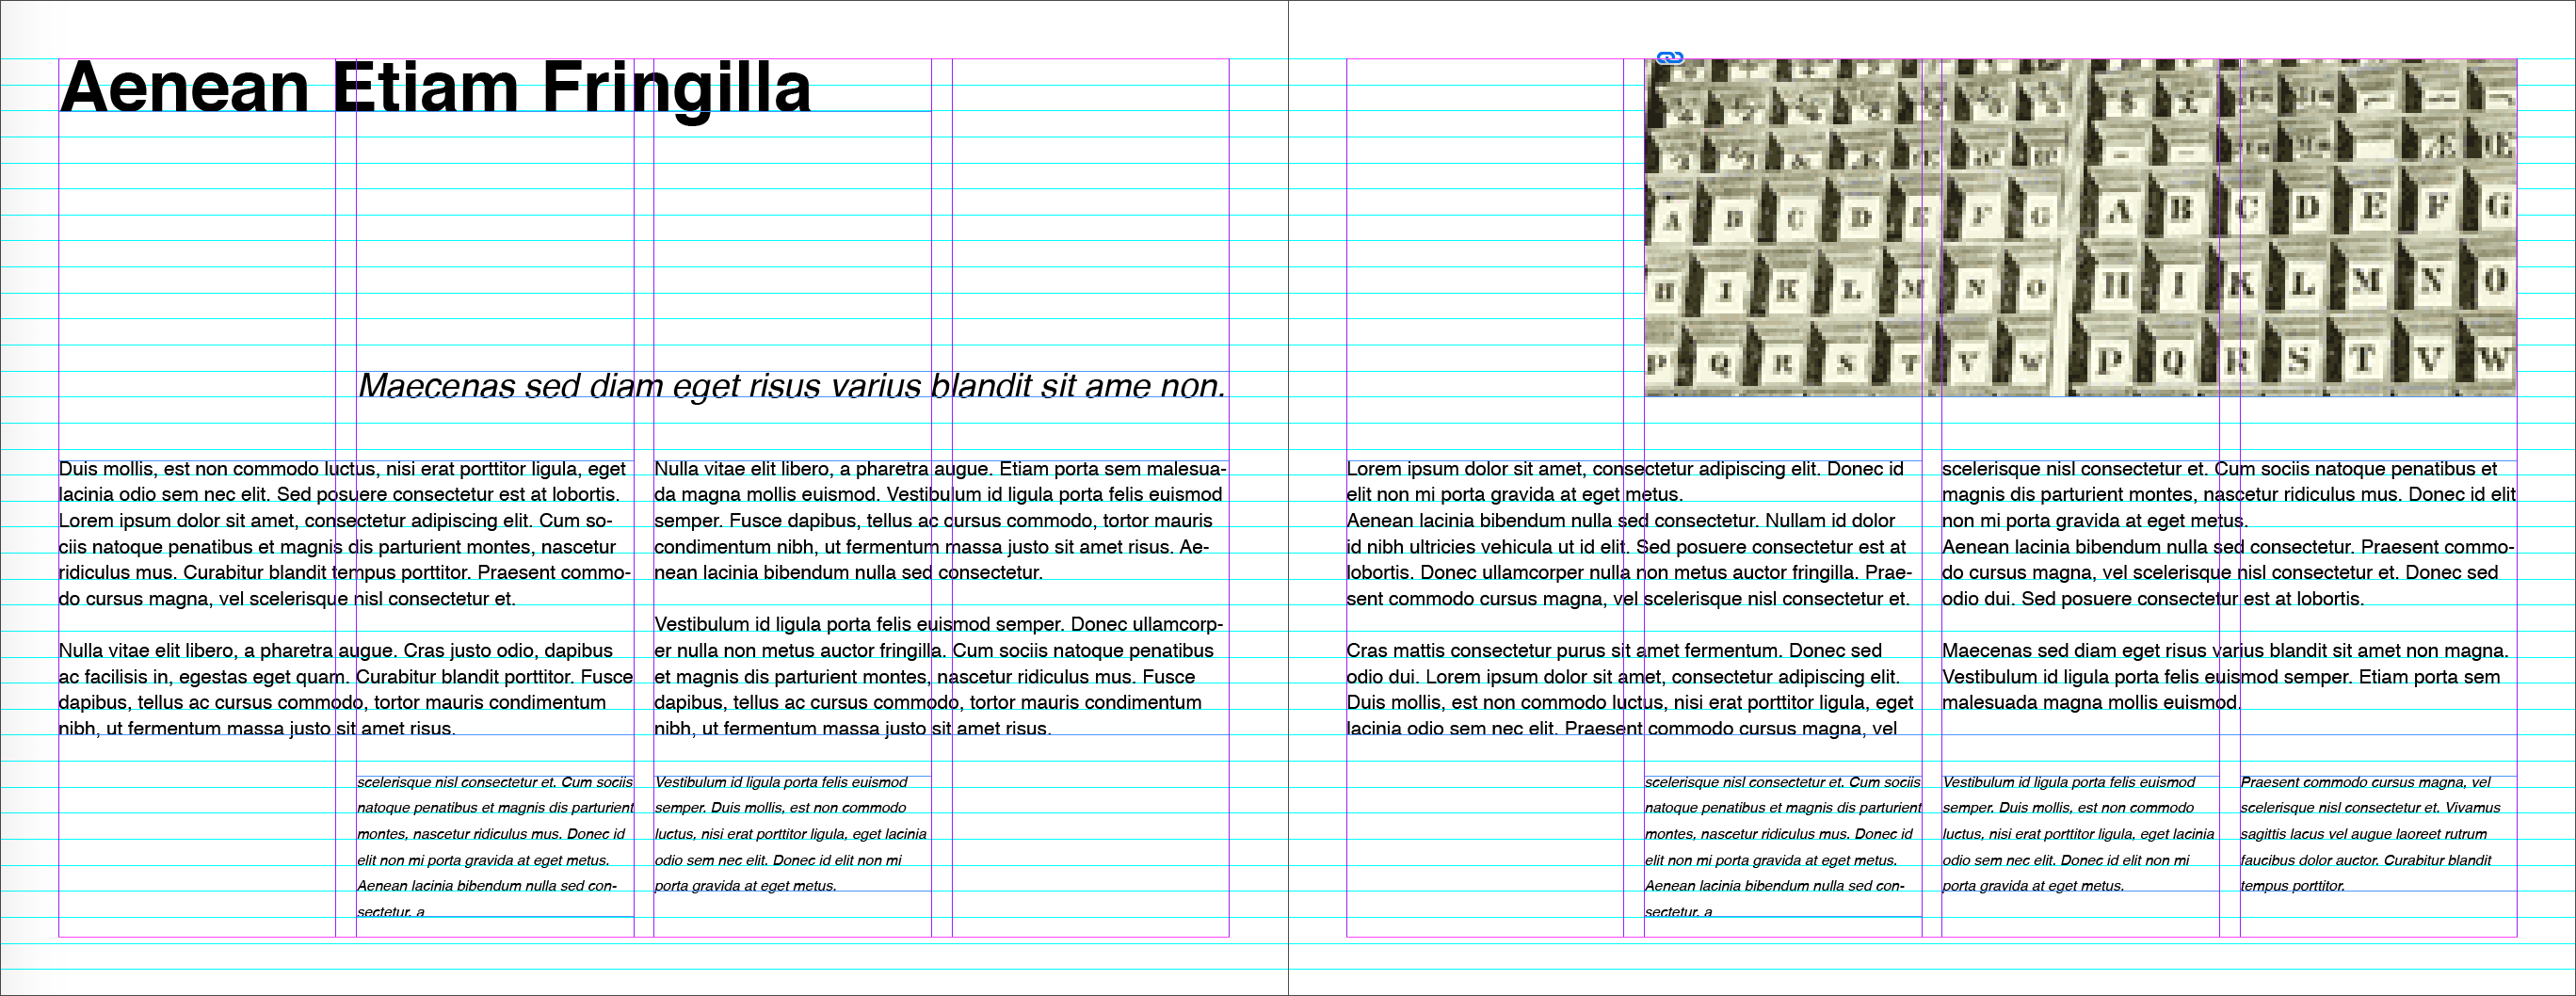 Aenean Etiam Fringilla
Maecenas sed diam eget risus varius blandit sit ame non.
Duis mollis, est non commodo luctus, nisi erat porttitor ligula, eget
lacinia odio sem nec elit. Sed posuere consectetur est at lobortis.
Lorem ipsum dolor sit amet, consectetur adipiscing elit. Cum so-
ciis natoque penatibus et magnis dis parturient montes, nascetur
ridiculus mus. Curabitur blandit tempus porttitor. Praesent commo-
do cursus magna, vel scelerisque nisl consectetur et.
Nulla vitae elit libero, a pharetra augue. Cras justo odio, dapibus
ac facilisis in, egestas eget quam. Curabitur blandit porttitor. Fusce
dapibus, tellus ac cursus commodo, tortor mauris condimentum
nibh, ut fermentum massa justo sit amet risus.
Nulla vitae elit libero, a pharetra augue. Etiam porta sem malesua-
da magna mollis euismod. Vestibulum id ligula porta felis euismod
semper. Fusce dapibus, tellus ac cursus commodo, tortor mauris
condimentum nibh, ut fermentum massa justo sit amet risus. Ae-
nean lacinia bibendum nulla sed consectetur.
Vestibulum id ligula porta felis euismod semper. Donec ullamcorp-
er nulla non metus auctor fringilla. Cum sociis natoque penatibus
et magnis dis parturient montes, nascetur ridiculus mus. Fusce
dapibus, tellus ac cursus commodo, tortor mauris condimentum
nibh, ut fermentum massa justo sit amet risus.
scelerisque nisl consectetur et. Cum sociis
natoque penatibus et magnis dis parturient
montes, nascetur ridiculus mus. Donec id
elit non mi porta gravida at eget metus.
Aenean lacinia bibendum nulla sed con-
sectetur. a
Vestibulum id ligula porta felis euismod
semper. Duis mollis, est non commodo
luctus, nisi erat porttitor ligula, eget lacinia
odio sem nec elit. Donec id elit non mi
porta gravida at eget metus.
A B C D E F G A B C D E F G
H I K L M N O H I K L M N O
P Q R S T V W P Q R S T V W
Lorem ipsum dolor sit amet, consectetur adipiscing elit. Donec id
elit non mi porta gravida at eget metus.
Aenean lacinia bibendum nulla sed consectetur. Nullam id dolor
id nibh ultricies vehicula ut id elit. Sed posuere consectetur est at
lobortis. Donec ullamcorper nulla non metus auctor fringilla. Prae-
sent commodo cursus magna, vel scelerisque nisl consectetur et.
Cras mattis consectetur purus sit amet fermentum. Donec sed
odio dui. Lorem ipsum dolor sit amet, consectetur adipiscing elit.
Duis mollis, est non commodo luctus, nisi erat porttitor ligula, eget
lacinia odio sem nec elit. Praesent commodo cursus magna, vel
scelerisque nisl consectetur et. Cum sociis natoque penatibus et
magnis dis parturient montes, nascetur ridiculus mus. Donec id elit
non mi porta gravida at eget metus.
Aenean lacinia bibendum nulla sed consectetur. Praesent commo-
do cursus magna, vel scelerisque nisl consectetur et. Donec sed
odio dui. Sed posuere consectetur est at lobortis.
Maecenas sed diam eget risus varius blandit sit amet non magna.
Vestibulum id ligula porta felis euismod semper. Etiam porta sem
malesuada magna mollis euismod.
scelerisque nisl consectetur et. Cum sociis
natoque penatibus et magnis dis parturient
montes, nascetur ridiculus mus. Donec id
elit non mi porta gravida at eget metus.
Aenean lacinia bibendum nulla sed con-
sectetur. a
Vestibulum id ligula porta felis euismod
semper. Duis mollis, est non commodo
luctus, nisi erat porttitor ligula, eget lacinia
odio sem nec elit. Donec id elit non mi
porta gravida at eget metus.
Praesent commodo cursus magna, vel
scelerisque nisl consectetur et. Vivamus
sagittis lacus vel augue laoreet rutrum
faucibus dolor auctor. Curabitur blandit
tempus porttitor.